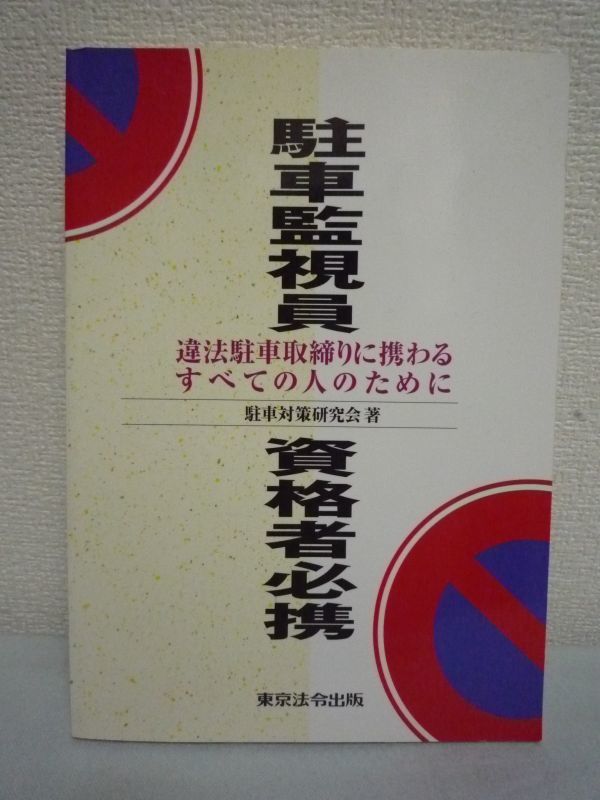 駐車監視員
違法駐車取締りに携わる
すべての人のために
駐車対策研究会 著
資格者必携
東京法令出版